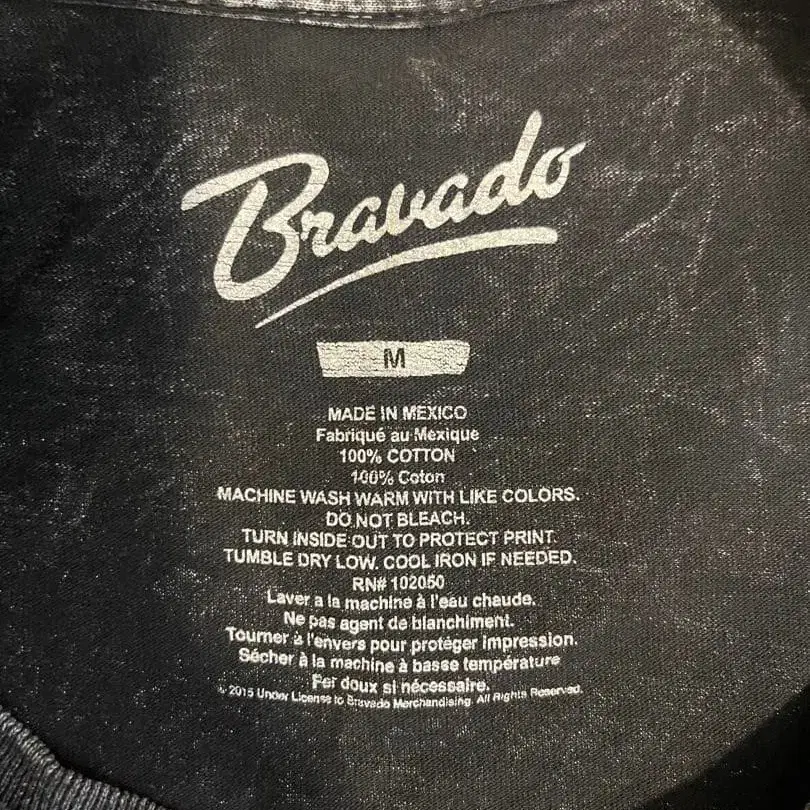 Bravado
M
MADE IN MEXICO
Fabriqué au Mexique
100% COTTON
100% Coton
MACHINE WASH WARM WITH LIKE COLORS.
DO NOT BLEACH.
TURN INSIDE OUT TO PROTECT PRINT.
TUMBLE DRY LOW. COOL IRON IF NEEDED.
RN# 102050
Laver a la machine à l'eau chaude.
Ne pas agent de blanchiment.
Tourner à l'envers pour protéger impression.
Sécher à la machine à basse température
Fer doux si nécessaire.
© 2015 Under License to Bravado Merchandising. All Rights Reserved.